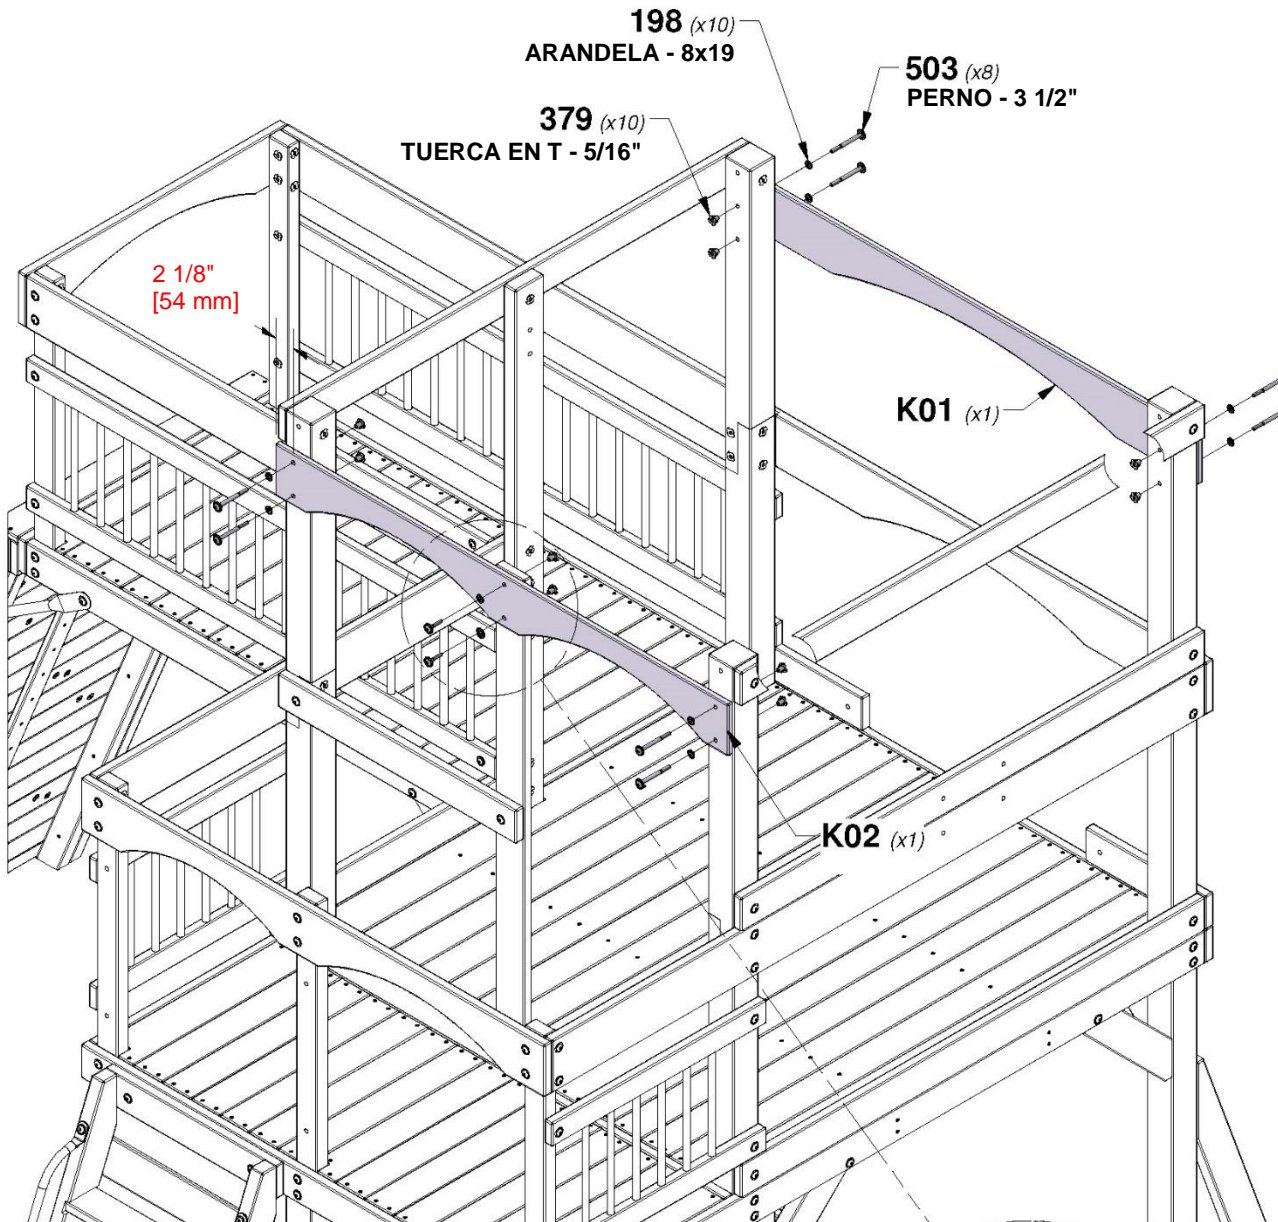 198 (x10)
ARANDELA - 8x19
503 (x8)
PERNO - 3 1/2"
379 (x10)
TUERCA EN T - 5/16"
2 1/8"
[54 mm]
K01 (x1)
K02 (x1)